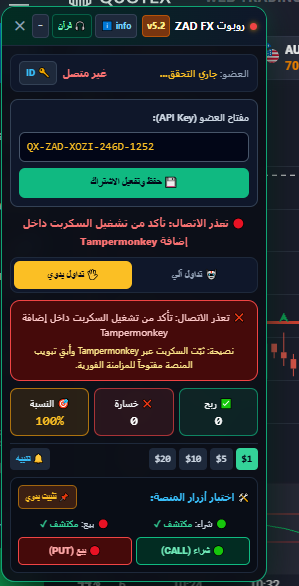 QUOTEX
روبوت ZAD FX v5.2 info قرآن – ✕
AU
70
العضو: جاري التحقق... غير متصل ID
مفتاح العضو (API Key):
QX-ZAD-XOZI-246D-1252
حفظ وتفعيل الاشتراك
تعذر الاتصال: تأكد من تشغيل السكربت داخل
إضافة Tampermonkey
تداول آلي تداول يدوي
تعذر الاتصال: تأكد من تشغيل السكربت داخل إضافة
Tampermonkey
نصيحة: ثبّت السكربت عبر Tampermonkey وأبقِ تبويب
المنصة مفتوحاً للمزامنة الفورية.
ربح خسارة النسبة
0 0 100%
$1 $5 $10 $20 تنبيه
اختبار أزرار المنصة: تثبيت يدوي
شراء: مكتشف ✓ بيع: مكتشف ✓
شراء (CALL) بيع (PUT)
10:32